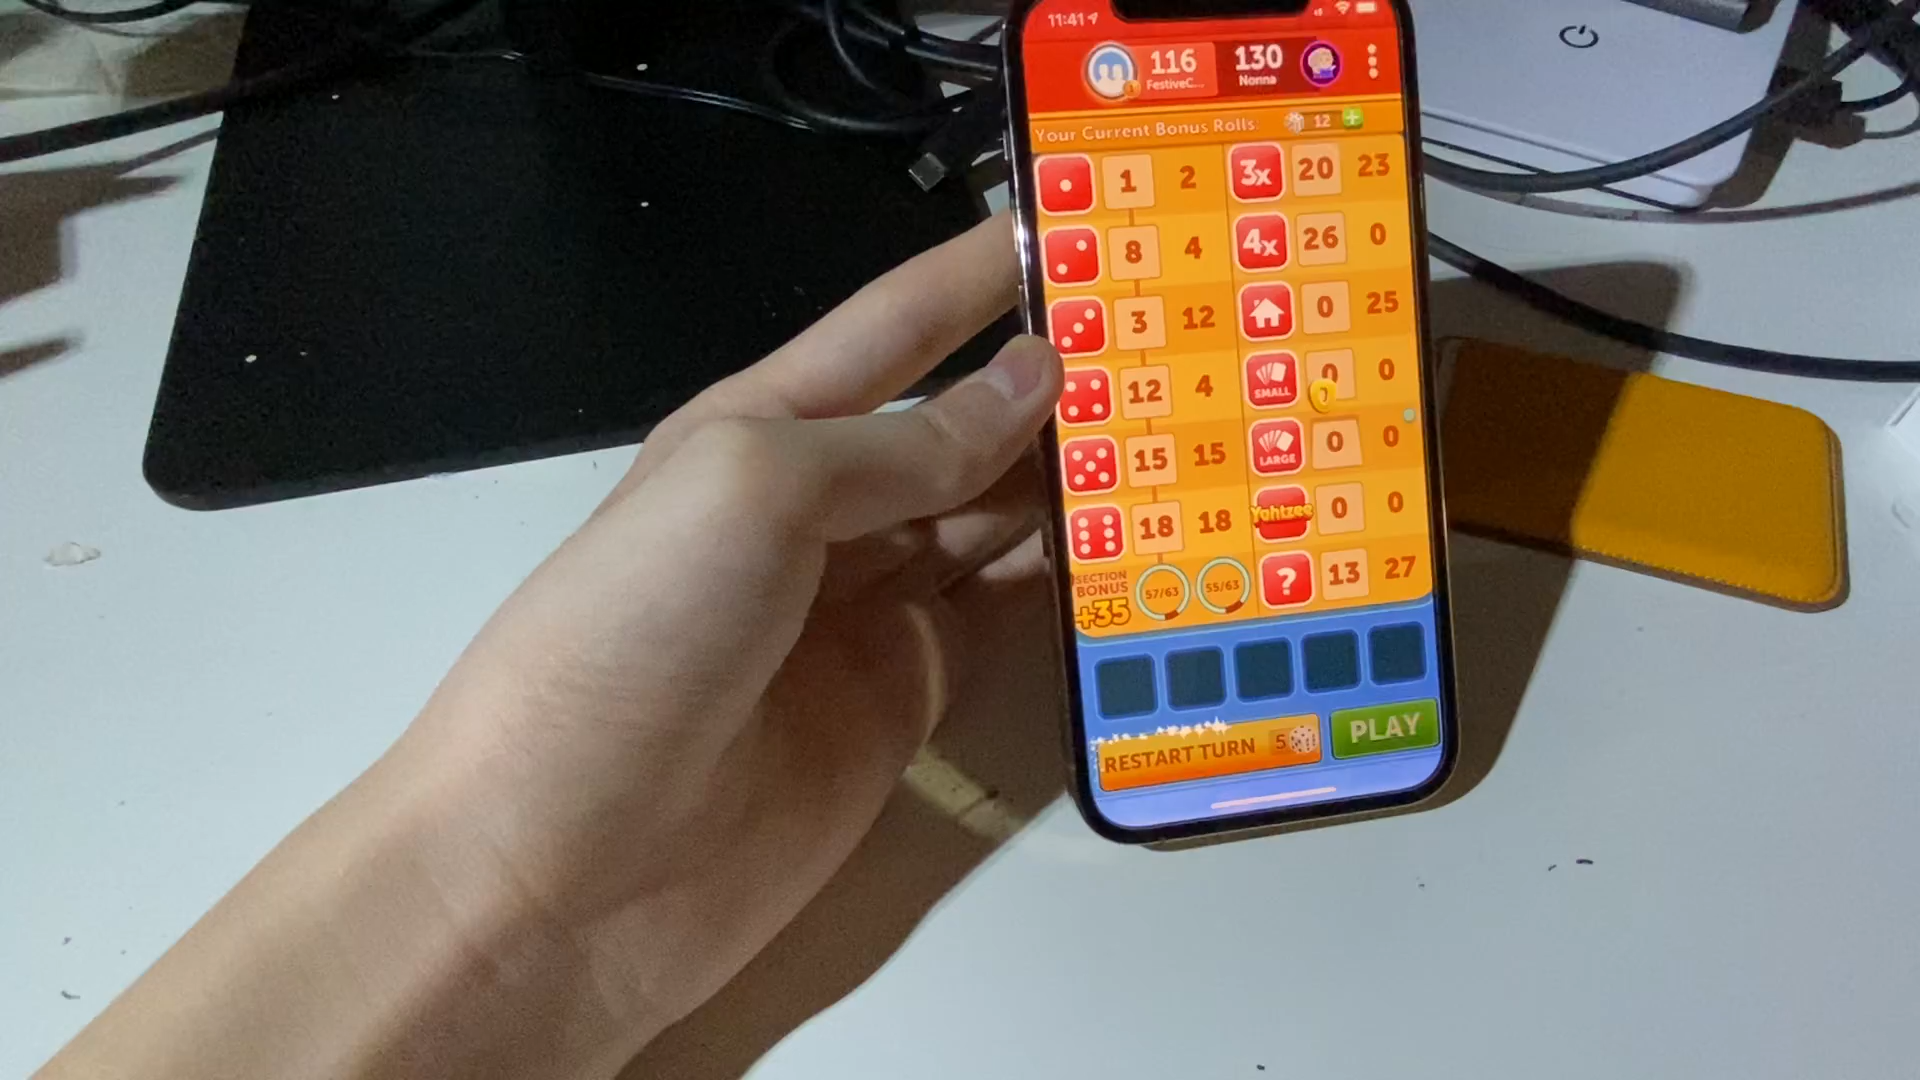 11:41
116 130
FestiveC... Nonna
Your Current Bonus Rolls: 12 +
1 2 3x 20 23
8 4 4x 26 0
3 12 0 25
12 4 SMALL 0 0
15 15 LARGE 0 0
18 18 Yahtzee 0 0
SECTION BONUS +35 57/63 55/63 ? 13 27
RESTART TURN 5 PLAY